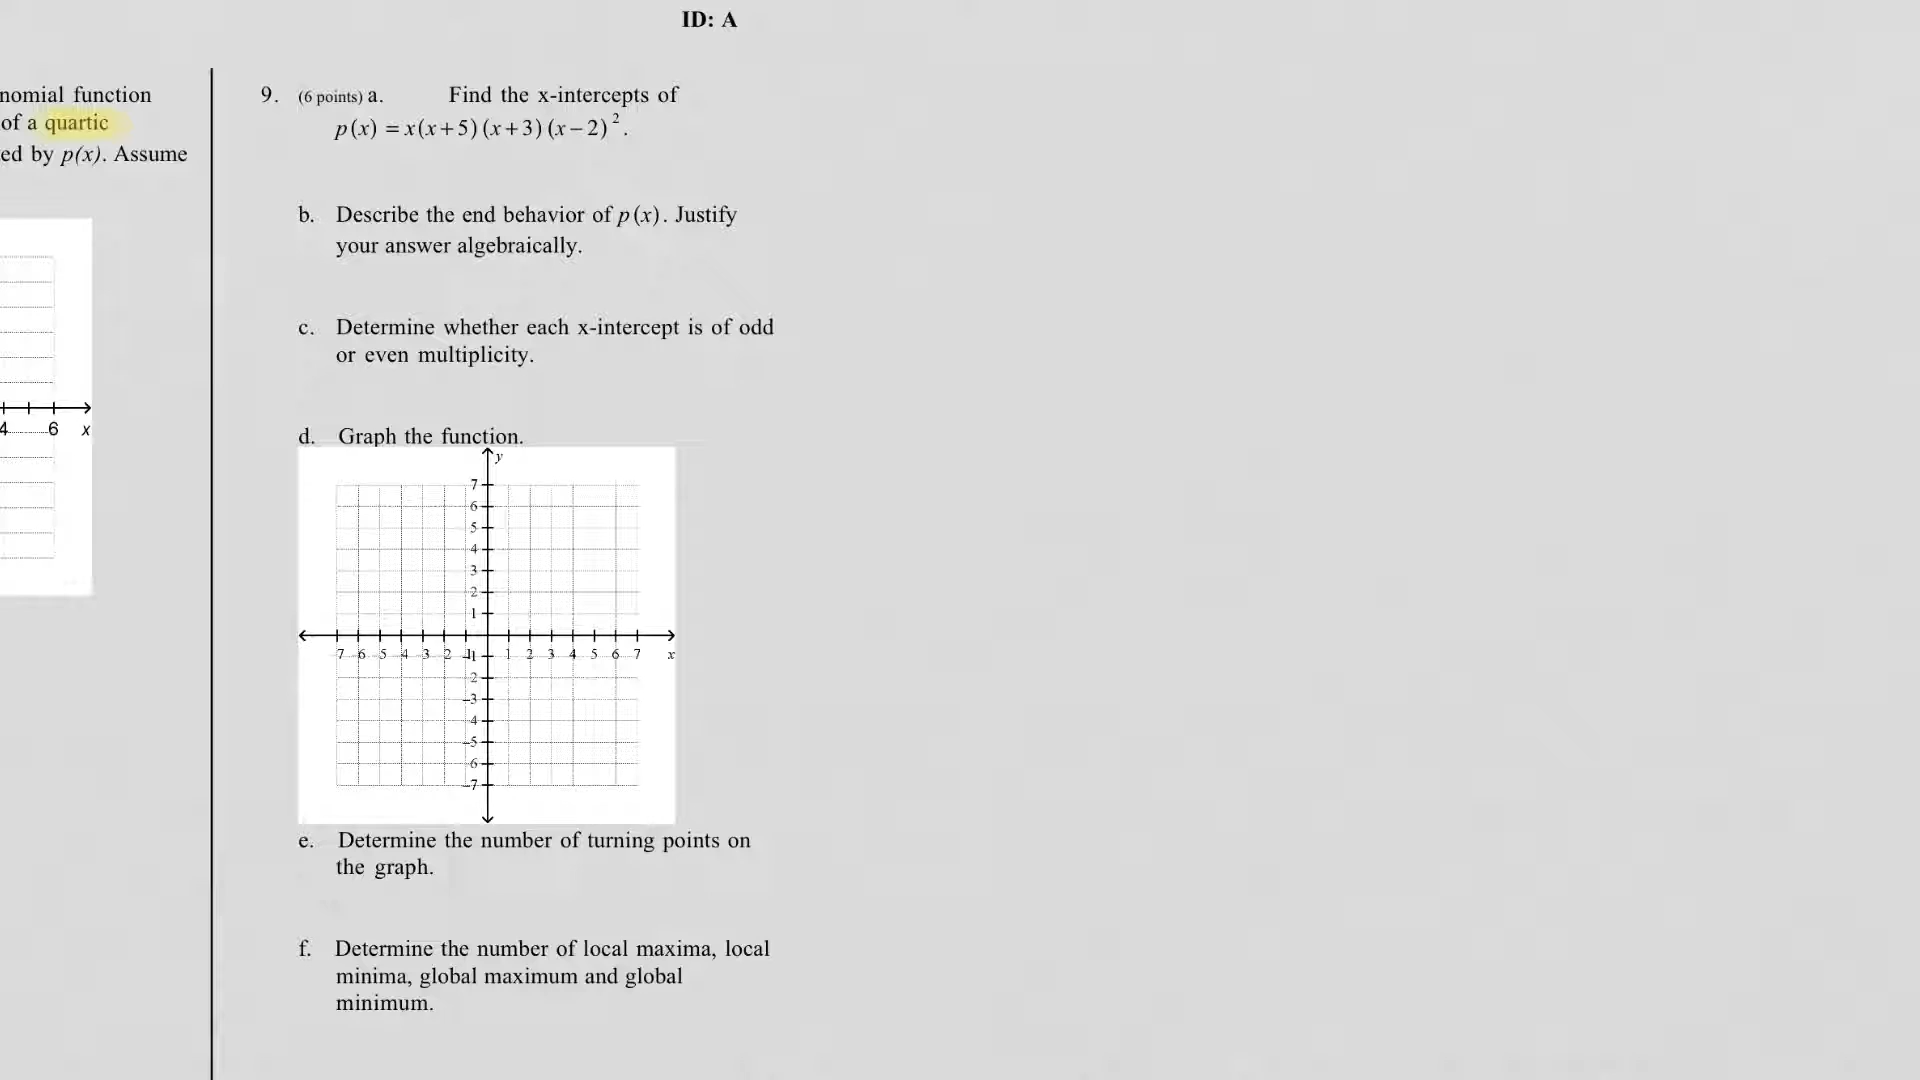 ID: A
nomial function
of a quartic
ed by p(x). Assume
4 6 x
9. (6 points) a. Find the x-intercepts of
p(x) = x(x+5)(x+3)(x−2)².
b. Describe the end behavior of p(x). Justify
your answer algebraically.
c. Determine whether each x-intercept is of odd
or even multiplicity.
d. Graph the function.
y
7
6
5
4
3
2
1
-7 -6 -5 -4 -3 -2 -1 -1 1 2 3 4 5 6 7 x
-2
-3
-4
-5
-6
-7
e. Determine the number of turning points on
the graph.
f. Determine the number of local maxima, local
minima, global maximum and global
minimum.